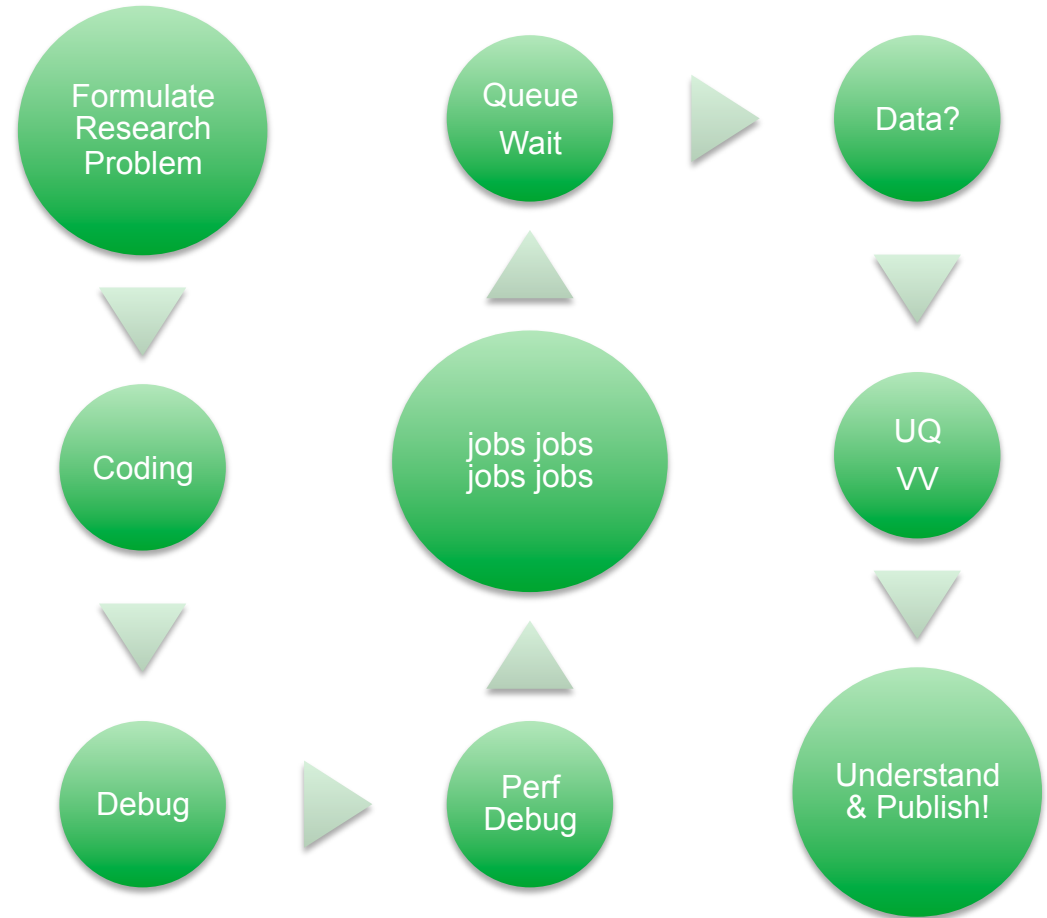 Formulate
Research
Problem
Coding
Debug
Perf
Debug
jobs jobs
jobs jobs
Queue
Wait
Data?
UQ
VV
Understand
& Publish!